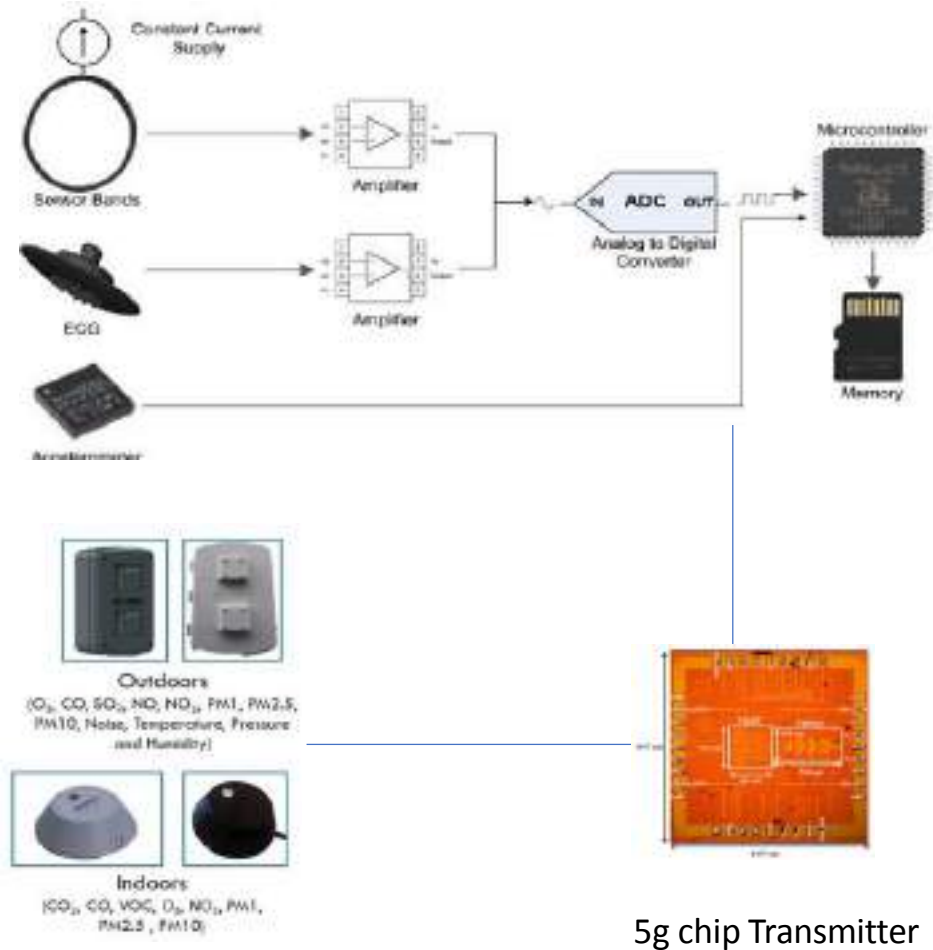 Constant Current
Supply
Sensor Bands
Amplifier
Microcontroller
IN ADC OUT
Analog to Digital
Converter
ECG
Amplifier
Memory
Accelerometer
Outdoors
(O₃, CO, SO₂, NO, NO₂, PM1, PM2.5,
PM10, Noise, Temperature, Pressure
and Humidity)
Indoors
(CO₂, CO, VOC, O₃, NO₂, PM1,
PM2.5 , PM10)
5g chip Transmitter